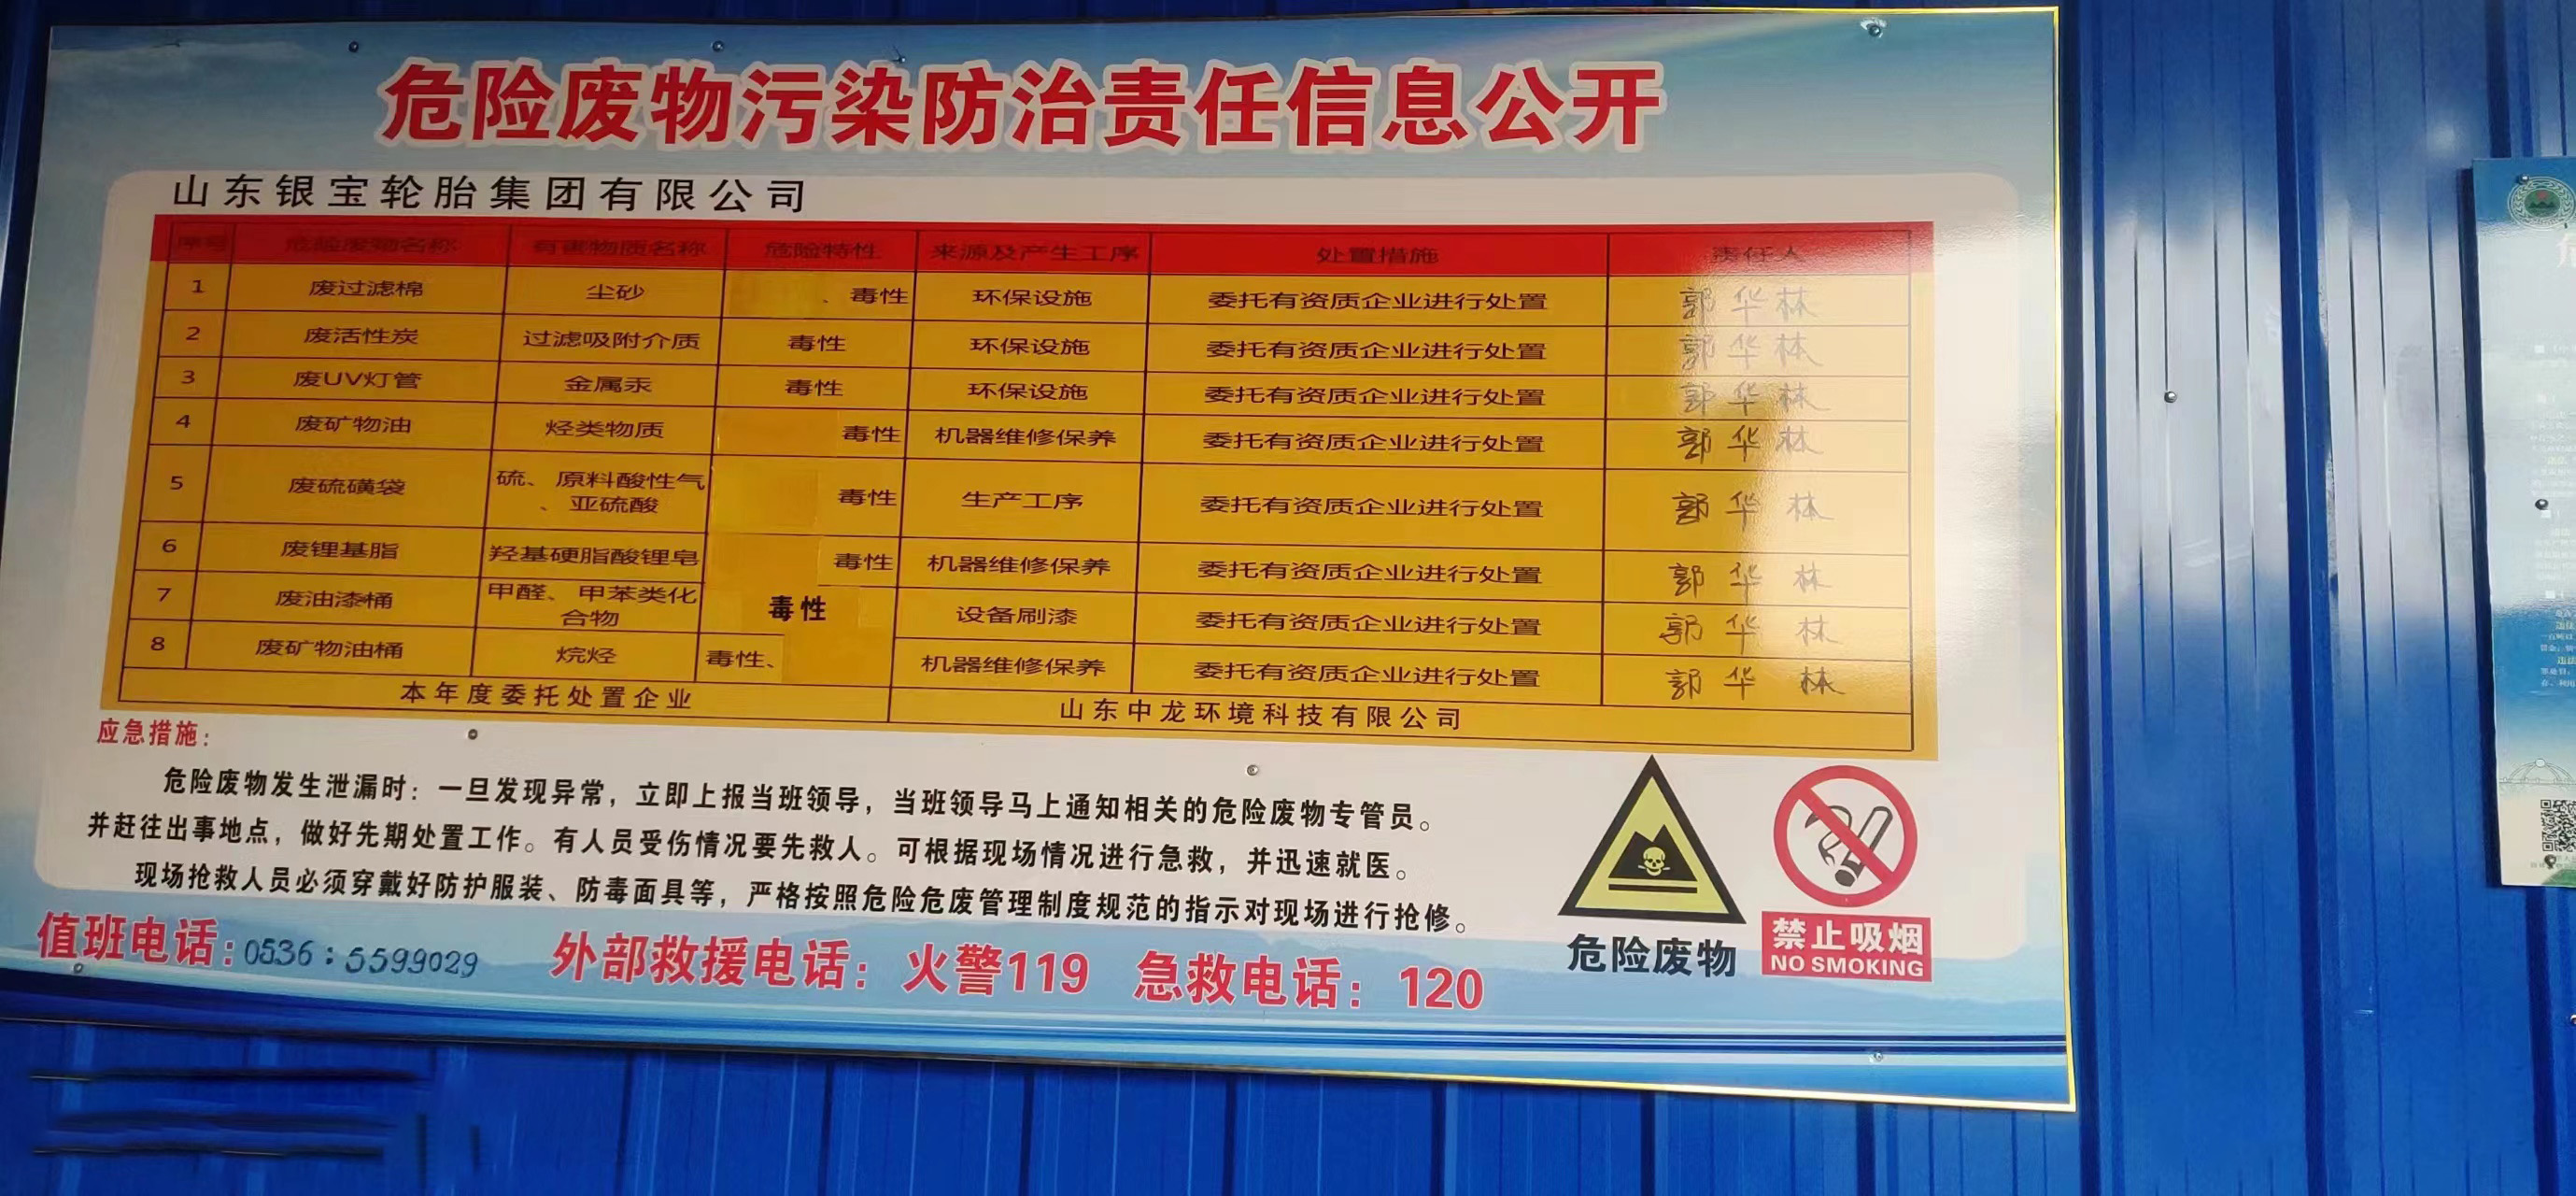 危险废物污染防治责任信息公开
山东银宝轮胎集团有限公司
序号 危险废物名称 有害物质名称 危险特性 来源及产生工序 处置措施 责任人
1 废过滤棉 尘砂 、毒性 环保设施 委托有资质企业进行处置 郭华林
2 废活性炭 过滤吸附介质 毒性 环保设施 委托有资质企业进行处置 郭华林
3 废UV灯管 金属汞 毒性 环保设施 委托有资质企业进行处置 郭华林
4 废矿物油 烃类物质 毒性 机器维修保养 委托有资质企业进行处置 郭华林
5 废硫磺袋 硫、原料酸性气、亚硫酸 毒性 生产工序 委托有资质企业进行处置 郭华林
6 废锂基脂 羟基硬脂酸锂皂 毒性 机器维修保养 委托有资质企业进行处置 郭华林
7 废油漆桶 甲醛、甲苯类化合物 毒性 设备刷漆 委托有资质企业进行处置 郭华林
8 废矿物油桶 烷烃 毒性、 机器维修保养 委托有资质企业进行处置 郭华林
本年度委托处置企业 山东中龙环境科技有限公司
应急措施：
危险废物发生泄漏时：一旦发现异常，立即上报当班领导，当班领导马上通知相关的危险废物专管员。
并赶往出事地点，做好先期处置工作。有人员受伤情况要先救人。可根据现场情况进行急救，并迅速就医。
现场抢救人员必须穿戴好防护服装、防毒面具等，严格按照危险危废管理制度规范的指示对现场进行抢修。
值班电话：0536：5599029 外部救援电话：火警119 急救电话：120
危险废物
禁止吸烟
NO SMOKING